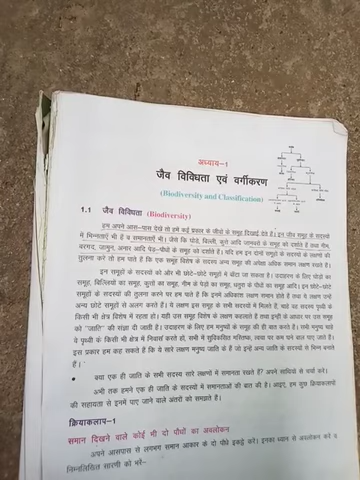 अध्याय-1
जैव विविधता एवं वर्गीकरण
(Biodiversity and Classification)
1.1 जैव विविधता (Biodiversity)
हम अपने आस-पास देखें तो हमें कई प्रकार के जीवों के समूह दिखाई देते हैं। इन जीव समूह के सदस्यों
में भिन्नताएँ भी हैं व समानताएँ भी। जैसे कि घोड़े, बिल्ली, कुत्ते आदि जानवरों के समूह को दर्शाते हैं तथा नीम,
बरगद, जामुन, अनार आदि पेड़-पौधों के समूह को दर्शाते हैं। यदि हम इन दोनों समूहों के सदस्यों के लक्षणों की
तुलना करें तो हम पाते हैं कि एक समूह विशेष के सदस्य अन्य समूह की अपेक्षा अधिक समान लक्षण रखते हैं।
इन समूहों के सदस्यों को और भी छोटे-छोटे समूहों में बाँटा जा सकता है। उदाहरण के लिए घोड़ों का
समूह, बिल्लियों का समूह, कुत्तों का समूह, नीम के पेड़ों का समूह, धतूरा के पौधों का समूह आदि। इन छोटे-छोटे
समूहों के सदस्यों की तुलना करने पर हम पाते हैं कि इनमें अधिकांश लक्षण समान होते हैं तथा ये लक्षण उन्हें
अन्य छोटे समूहों से अलग करते हैं। ये लक्षण इस समूह के सभी सदस्यों में मिलते हैं, चाहे वह सदस्य पृथ्वी के
किसी भी क्षेत्र विशेष में रहता हो। यही उस समूह विशेष के लक्षण कहलाते हैं तथा इन्हीं के आधार पर उस समूह
को "जाति" की संज्ञा दी जाती है। उदाहरण के लिए हम मनुष्यों के समूह की ही बात करते हैं। सभी मनुष्य चाहे
वे पृथ्वी के किसी भी क्षेत्र में निवास करते हों, सभी में सुविकसित मस्तिष्क, त्वचा पर कम घने बाल पाए जाते हैं।
इस प्रकार हम कह सकते हैं कि ये सारे लक्षण मनुष्य जाति के हैं जो इन्हें अन्य जाति के सदस्यों से भिन्न बनाते
हैं।
• क्या एक ही जाति के सभी सदस्य सारे लक्षणों में समानता रखते हैं? अपने साथियों से चर्चा करें।
अभी तक हमने एक ही जाति के सदस्यों में समानताओं की बात की है। आइए, हम कुछ क्रियाकलापों
की सहायता से इनमें पाए जाने वाले अंतरों को समझते हैं।
क्रियाकलाप-1
समान दिखने वाले कोई भी दो पौधों का अवलोकन
अपने आसपास से लगभग समान आकार के दो पौधे इकट्ठे करें। इनका ध्यान से अवलोकन करें व
निम्नलिखित सारणी को भरें-